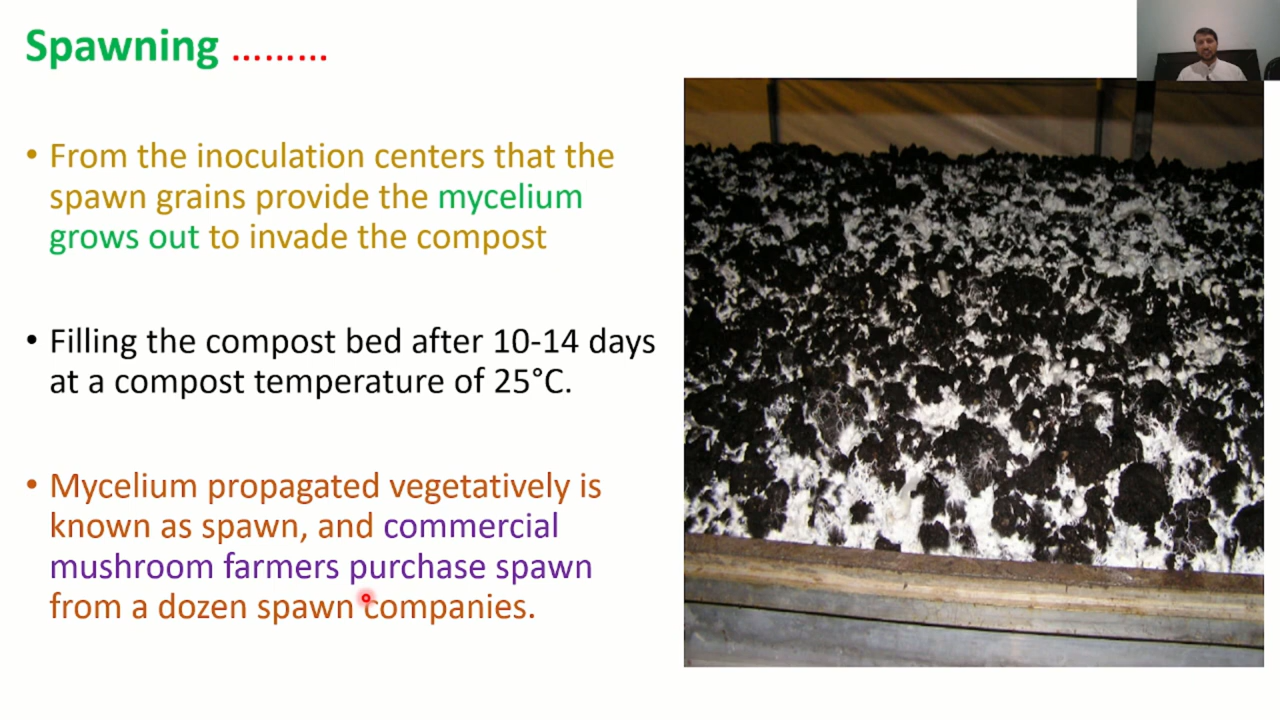 Spawning .........
• From the inoculation centers that the
spawn grains provide the mycelium
grows out to invade the compost
• Filling the compost bed after 10-14 days
at a compost temperature of 25°C.
• Mycelium propagated vegetatively is
known as spawn, and commercial
mushroom farmers purchase spawn
from a dozen spawn companies.